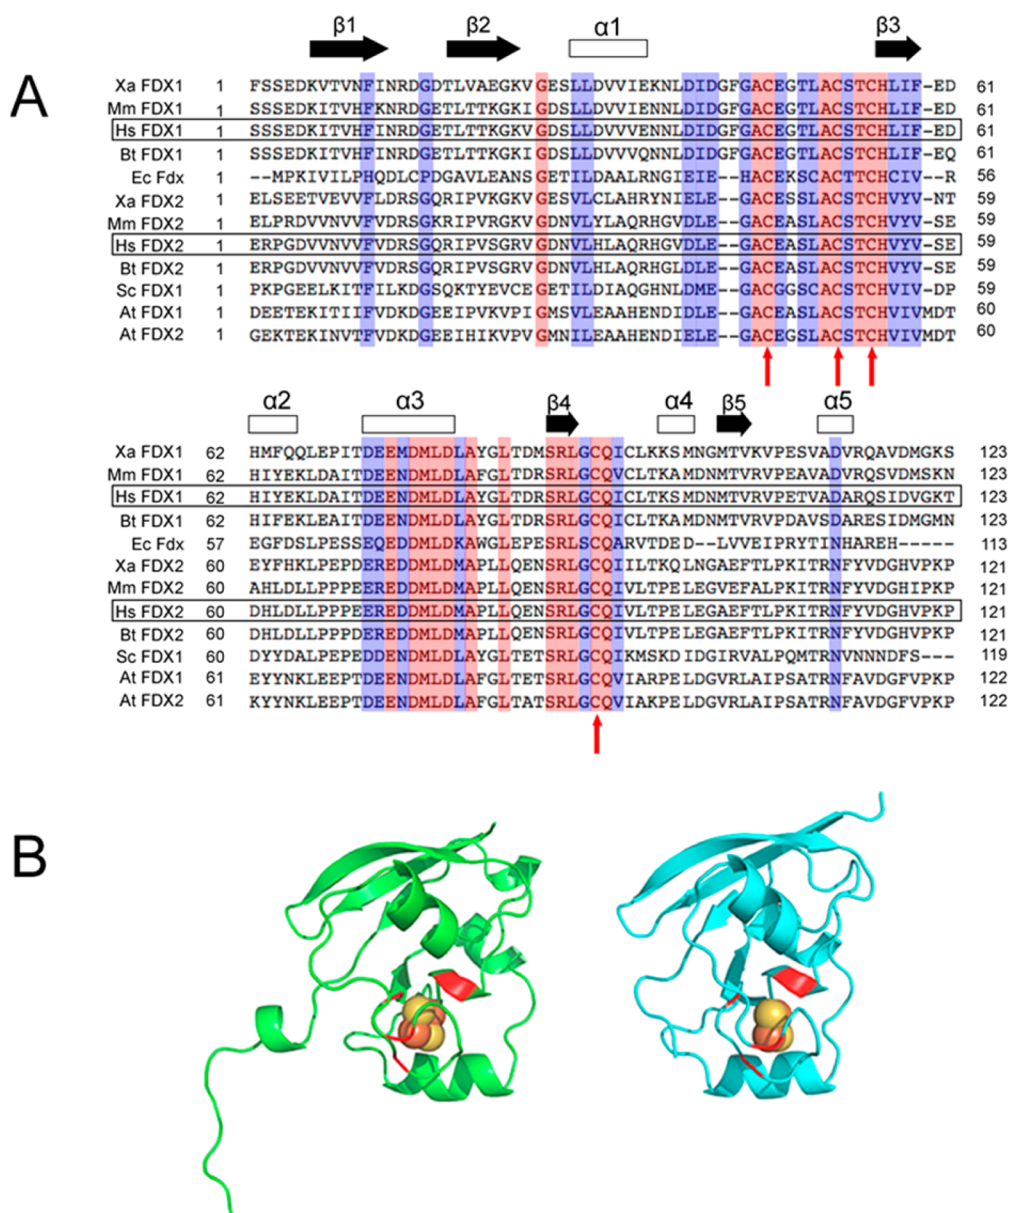 β1 β2 α1 β3
A
Xa FDX1 1 FSSEDKVTVNFINRDGDTLVAEGKVGESLLDVVIEKNLDIDGFGACEGTLACSTCHLIF-ED 61
Mm FDX1 1 SSSEDKITVHFINRDGETLTTKGKIGDSLLDVVIENNLDIDGFGACEGTLACSTCHLIF-ED 61
Hs FDX1 1 SSSEDKITVHFINRDGETLTTKGKVGDSLLDVVVENNLDIDGFGACEGTLACSTCHLIF-ED 61
Bt FDX1 1 SSSEDKITVHFINRDGETLTTKGKIGDSLLDVVVQNNLDIDGFGACEGTLACSTCHLIF-EQ 61
Ec Fdx 1 --MPKIVILPHQDLCPDGAVLEANSGETILDAALRNGIEIE--HACEKSCACTTCHCIV--R 56
Xa FDX2 1 ELSEETVEVVFLDRSGQRIPVKGKVGESVLCLAHRYNIELE--GACEASLACSTCHVYV-NT 59
Mm FDX2 1 ELPRDVVNVVFVDRSGKRIPVRGKVGDNVLYLAQRHGVDLE--GACEASLACSTCHVYV-SE 59
Hs FDX2 1 ERPGDVVNVVFVDRSGQRIPVSGRVGDNVLHLAQRHGVDLE--GACEASLACSTCHVYV-SE 59
Bt FDX2 1 ERPGDVVNVVFVDRSGQRIPVSGRVGDNVLHLAQRHGLDLE--GACEASLACSTCHVYV-SE 59
Sc FDX1 1 PKPGEELKITFILKDGSQKTYEVCEGETILDIAQGHNLDME--GACGGSCACSTCHVIV-DP 59
At FDX1 1 DEETEKITIIFVDKDGEEIPVKVPIGMSVLEAAHENDIDLE--GACEASLACSTCHVIVMDT 60
At FDX2 1 GEKTEKINVTFVDKDGEEIHIKVPVGMNILEAAHENDIELE--GACEGSLACSTCHVIVMDT 60
α2 α3 β4 α4 β5 α5
Xa FDX1 62 HMFQQLEPITDEEMDMLDLAYGLTDMSRLGCQICLKKSMNGMTVKVPESVADVRQAVDMGKS 123
Mm FDX1 62 HIYEKLDAITDEENDMLDLAFGLTDRSRLGCQVCLTKAMDNMTVRVPEAVADVRQSVDMSKN 123
Hs FDX1 62 HIYEKLDAITDEENDMLDLAYGLTDRSRLGCQICLTKSMDNMTVRVPETVADARQSIDVGKT 123
Bt FDX1 62 HIFEKLEAITDEENDMLDLAYGLTDRSRLGCQICLTKAMDNMTVRVPDAVSDARESIDMGMN 123
Ec Fdx 57 EGFDSLPESSEQEDDMLDKAWGLEPESRLSCQARVTDED--LVVEIPRYTINHAREH----- 113
Xa FDX2 60 EYFHKLPEPDEREDDMLDMAPLLQENSRLGCQIILTKQLNGAEFTLPKITRNFYVDGHVPKP 121
Mm FDX2 60 AHLDLLPPPEEREDDMLDMAPLLQENSRLGCQIVLTPELEGVEFALPKITRNFYVDGHIPKP 121
Hs FDX2 60 DHLDLLPPPEEREDDMLDMAPLLQENSRLGCQIVLTPELEGAEFTLPKITRNFYVDGHVPKP 121
Bt FDX2 60 DHLDLLPPPDEREDDMLDMAPLLQENSRLGCQIVLTPELEGAEFTLPKITRNFYVDGHVPKP 121
Sc FDX1 60 DYYDALPEPEDDENDMLDLAYGLTETSRLGCQIKMSKDIDGIRVALPQMTRNVNNNDFS--- 119
At FDX1 61 EYYNKLEEPTDEENDMLDLAFGLTETSRLGCQVIARPELDGVRLAIPSATRNFAVDGFVPKP 122
At FDX2 61 KYYNKLEEPTDEENDMLDLAFGLTATSRLGCQVIAKPELDGVRLAIPSATRNFAVDGFVPKP 122
B